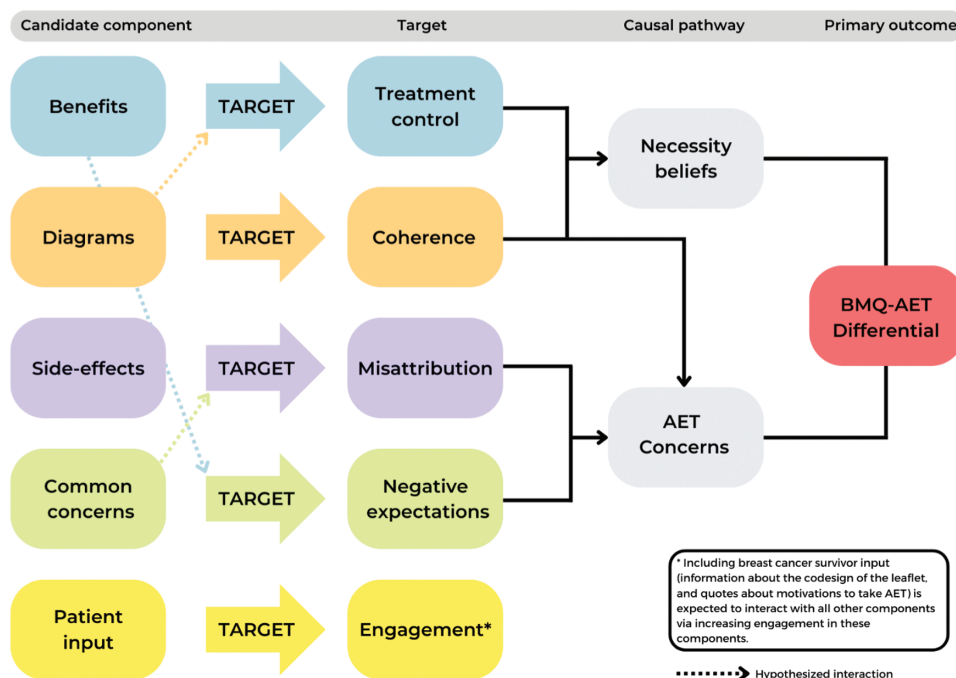 Candidate component
Target
Causal pathway
Primary outcome
Benefits
TARGET
Treatment
control
Necessity
beliefs
Diagrams
TARGET
Coherence
BMQ-AET
Differential
Side-effects
TARGET
Misattribution
AET
Concerns
Common
concerns
TARGET
Negative
expectations
Patient
input
TARGET
Engagement*
* Including breast cancer survivor input
(information about the codesign of the leaflet,
and quotes about motivations to take AET) is
expected to interact with all other components
via increasing engagement in these
components.
Hypothesized interaction